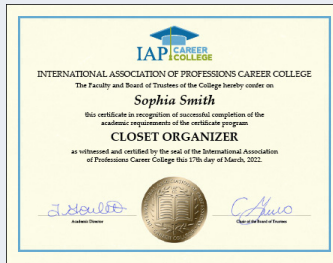 IAP CAREER COLLEGE
INTERNATIONAL ASSOCIATION OF PROFESSIONS CAREER COLLEGE
The Faculty and Board of Trustees of the College hereby confer on
Sophia Smith
this certificate in recognition of successful completion of the
academic requirements of the certificate program
CLOSET ORGANIZER
as witnessed and certified by the seal of the International Association
of Professions Career College this 17th day of March, 2022.
Academic Director
Chair of the Board of Trustees